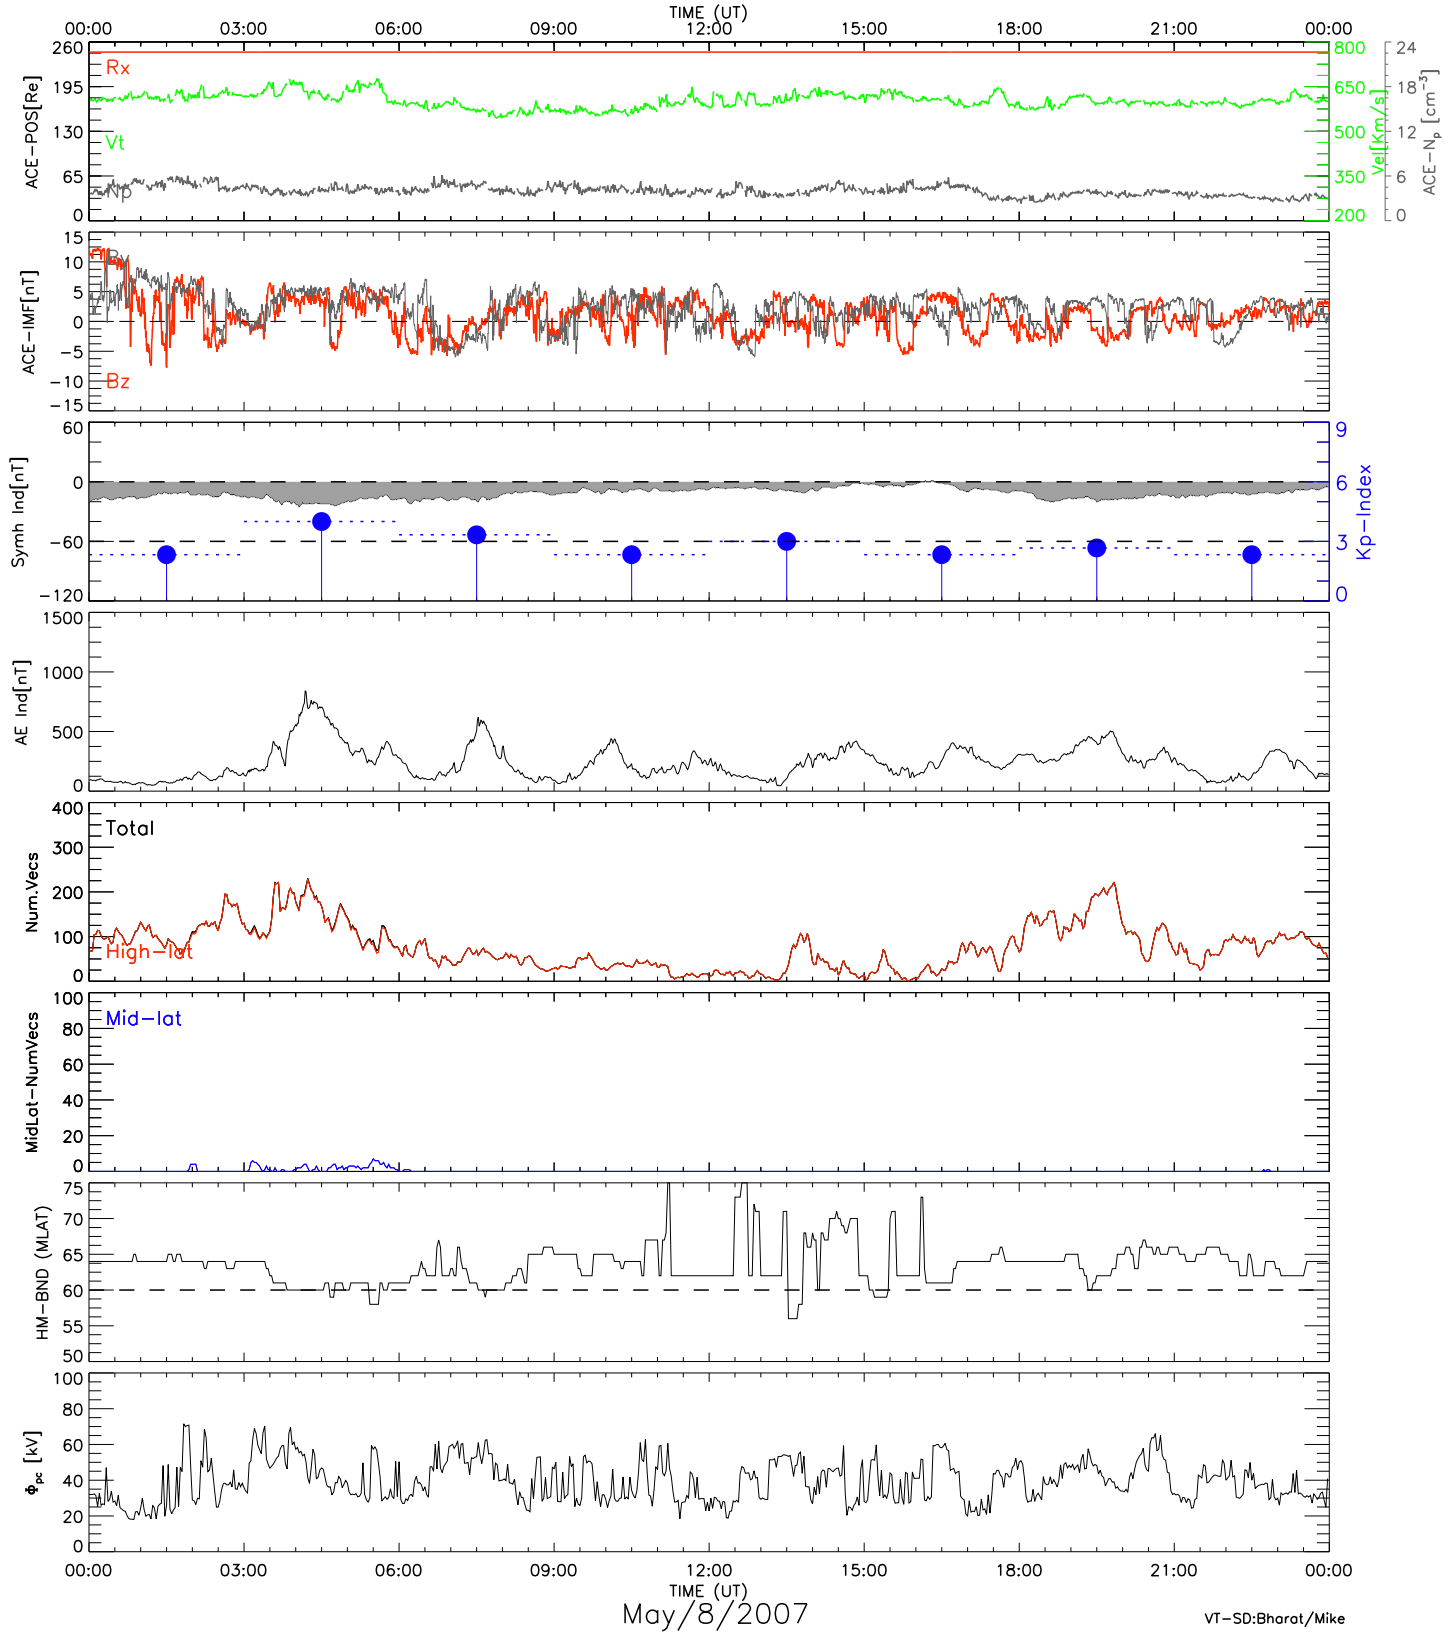 TIME (UT)
00:00 03:00 06:00 09:00 12:00 15:00 18:00 21:00 00:00
260 195 130 65 0
ACE-POS[Re]
Rx
Vt
Np
800 650 500 350 200
Vel[Km/s]
24 18 12 6 0
ACE-Np [cm-3]
15 10 5 0 -5 -10 -15
ACE-IMF[nT]
By
Bz
60 0 -60 -120
Symh Ind[nT]
9 6 3 0
Kp-Index
1500 1000 500 0
AE Ind[nT]
400 300 200 100 0
Num.Vecs
Total
High-lat
100 80 60 40 20 0
MidLat-NumVecs
Mid-lat
75 70 65 60 55 50
HM-BND (MLAT)
100 80 60 40 20 0
Φpc [kV]
00:00 03:00 06:00 09:00 12:00 15:00 18:00 21:00 00:00
TIME (UT)
May/8/2007
VT-SD:Bharat/Mike